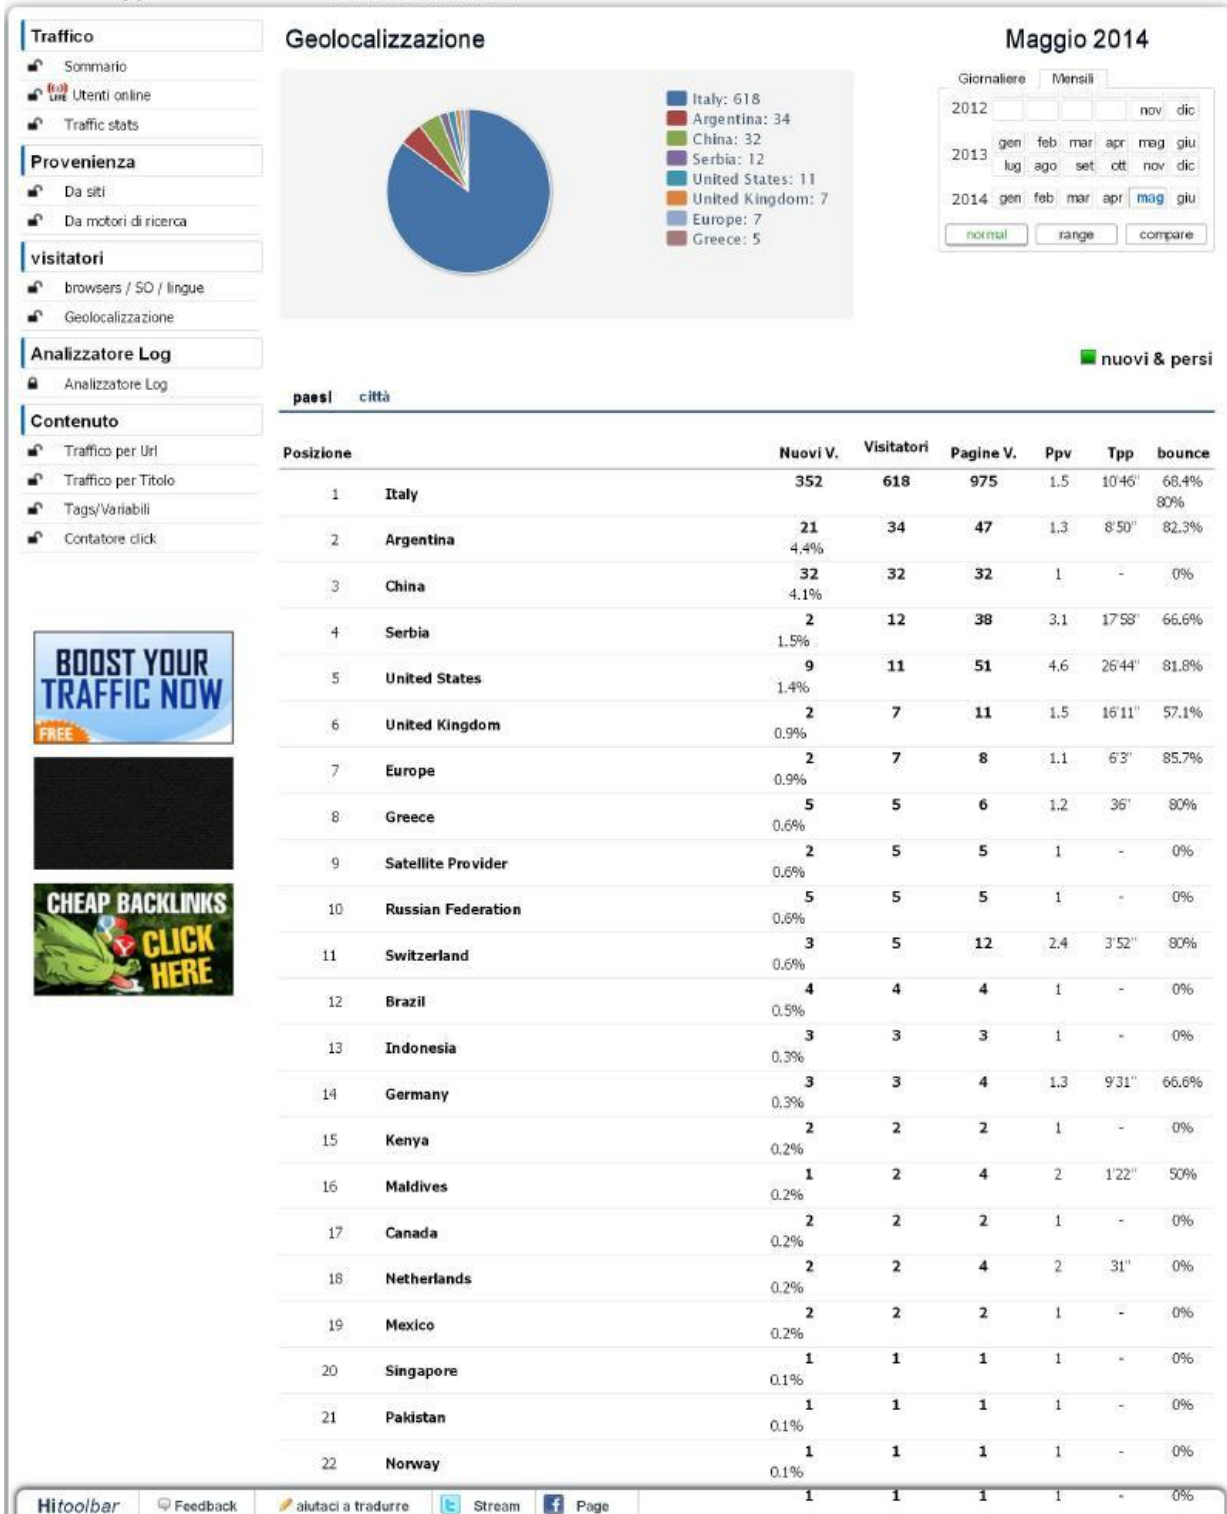 Traffico
Sommario
LIVE Utenti online
Traffic stats
Provenienza
Da siti
Da motori di ricerca
visitatori
browsers / SO / lingue
Geolocalizzazione
Analizzatore Log
Analizzatore Log
Contenuto
Traffico per Url
Traffico per Titolo
Tags/Variabili
Contatore click
BOOST YOUR
TRAFFIC NOW
FREE
CHEAP BACKLINKS
CLICK
HERE
Geolocalizzazione
Italy: 618
Argentina: 34
China: 32
Serbia: 12
United States: 11
United Kingdom: 7
Europe: 7
Greece: 5
Maggio 2014
Giornaliere Mensili
2012 nov dic
2013 gen feb mar apr mag giu
lug ago set ott nov dic
2014 gen feb mar apr mag giu
normal range compare
nuovi & persi
paesi città
Posizione Nuovi V. Visitatori Pagine V. Ppv Tpp bounce
1 Italy 352 618 975 1.5 10'46" 68.4%
80%
2 Argentina 21 34 47 1.3 8'50" 82.3%
4.4%
3 China 32 32 32 1 - 0%
4.1%
4 Serbia 2 12 38 3.1 17'58" 66.6%
1.5%
5 United States 9 11 51 4.6 26'44" 81.8%
1.4%
6 United Kingdom 2 7 11 1.5 16'11" 57.1%
0.9%
7 Europe 2 7 8 1.1 6'3" 85.7%
0.9%
8 Greece 5 5 6 1.2 36" 80%
0.6%
9 Satellite Provider 2 5 5 1 - 0%
0.6%
10 Russian Federation 5 5 5 1 - 0%
0.6%
11 Switzerland 3 5 12 2.4 3'52" 80%
0.6%
12 Brazil 4 4 4 1 - 0%
0.5%
13 Indonesia 3 3 3 1 - 0%
0.3%
14 Germany 3 3 4 1.3 9'31" 66.6%
0.3%
15 Kenya 2 2 2 1 - 0%
0.2%
16 Maldives 1 2 4 2 1'22" 50%
0.2%
17 Canada 2 2 2 1 - 0%
0.2%
18 Netherlands 2 2 4 2 31" 0%
0.2%
19 Mexico 2 2 2 1 - 0%
0.2%
20 Singapore 1 1 1 1 - 0%
0.1%
21 Pakistan 1 1 1 1 - 0%
0.1%
22 Norway 1 1 1 1 - 0%
0.1%
1 1 1 1 - 0%
Hitoolbar Feedback aiutaci a tradurre Stream Page